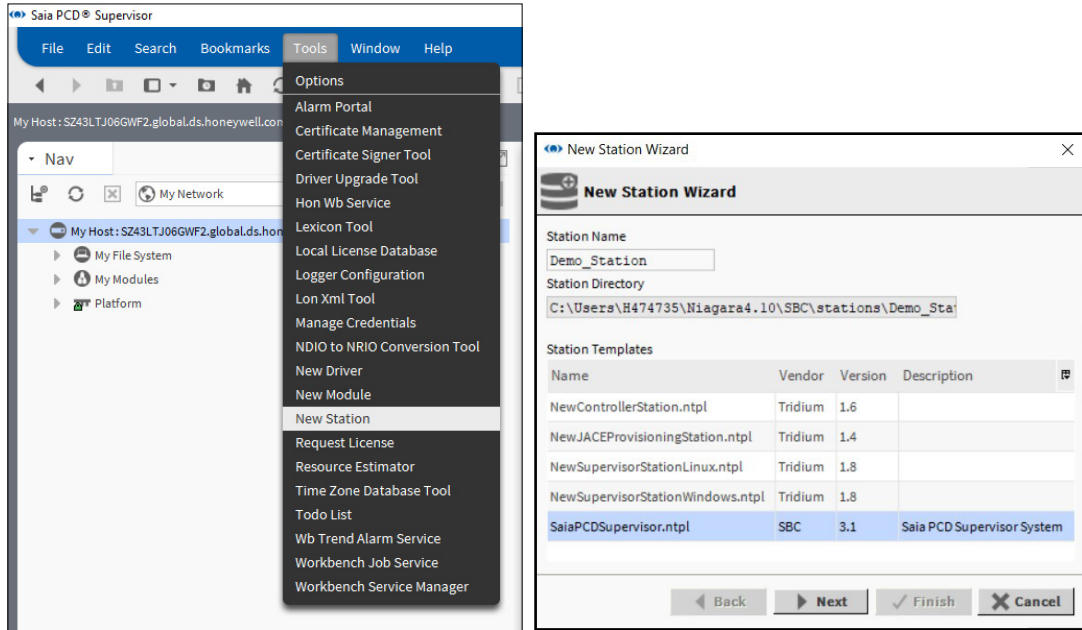 Saia PCD® Supervisor
File Edit Search Bookmarks Tools Window Help
My Host : SZ43LTJ06GWF2.global.ds.honeywell.con
Nav
My Network
My Host : SZ43LTJ06GWF2.global.ds.hon
My File System
My Modules
Platform
Options
Alarm Portal
Certificate Management
Certificate Signer Tool
Driver Upgrade Tool
Hon Wb Service
Lexicon Tool
Local License Database
Logger Configuration
Lon Xml Tool
Manage Credentials
NDIO to NRIO Conversion Tool
New Driver
New Module
New Station
Request License
Resource Estimator
Time Zone Database Tool
Todo List
Wb Trend Alarm Service
Workbench Job Service
Workbench Service Manager
New Station Wizard
New Station Wizard
Station Name
Demo_Station
Station Directory
C:\Users\H474735\Niagara4.10\SBC\stations\Demo_Sta
Station Templates
Name Vendor Version Description
NewControllerStation.ntpl Tridium 1.6
NewJACEProvisioningStation.ntpl Tridium 1.4
NewSupervisorStationLinux.ntpl Tridium 1.8
NewSupervisorStationWindows.ntpl Tridium 1.8
SaiaPCDSupervisor.ntpl SBC 3.1 Saia PCD Supervisor System
Back Next Finish Cancel